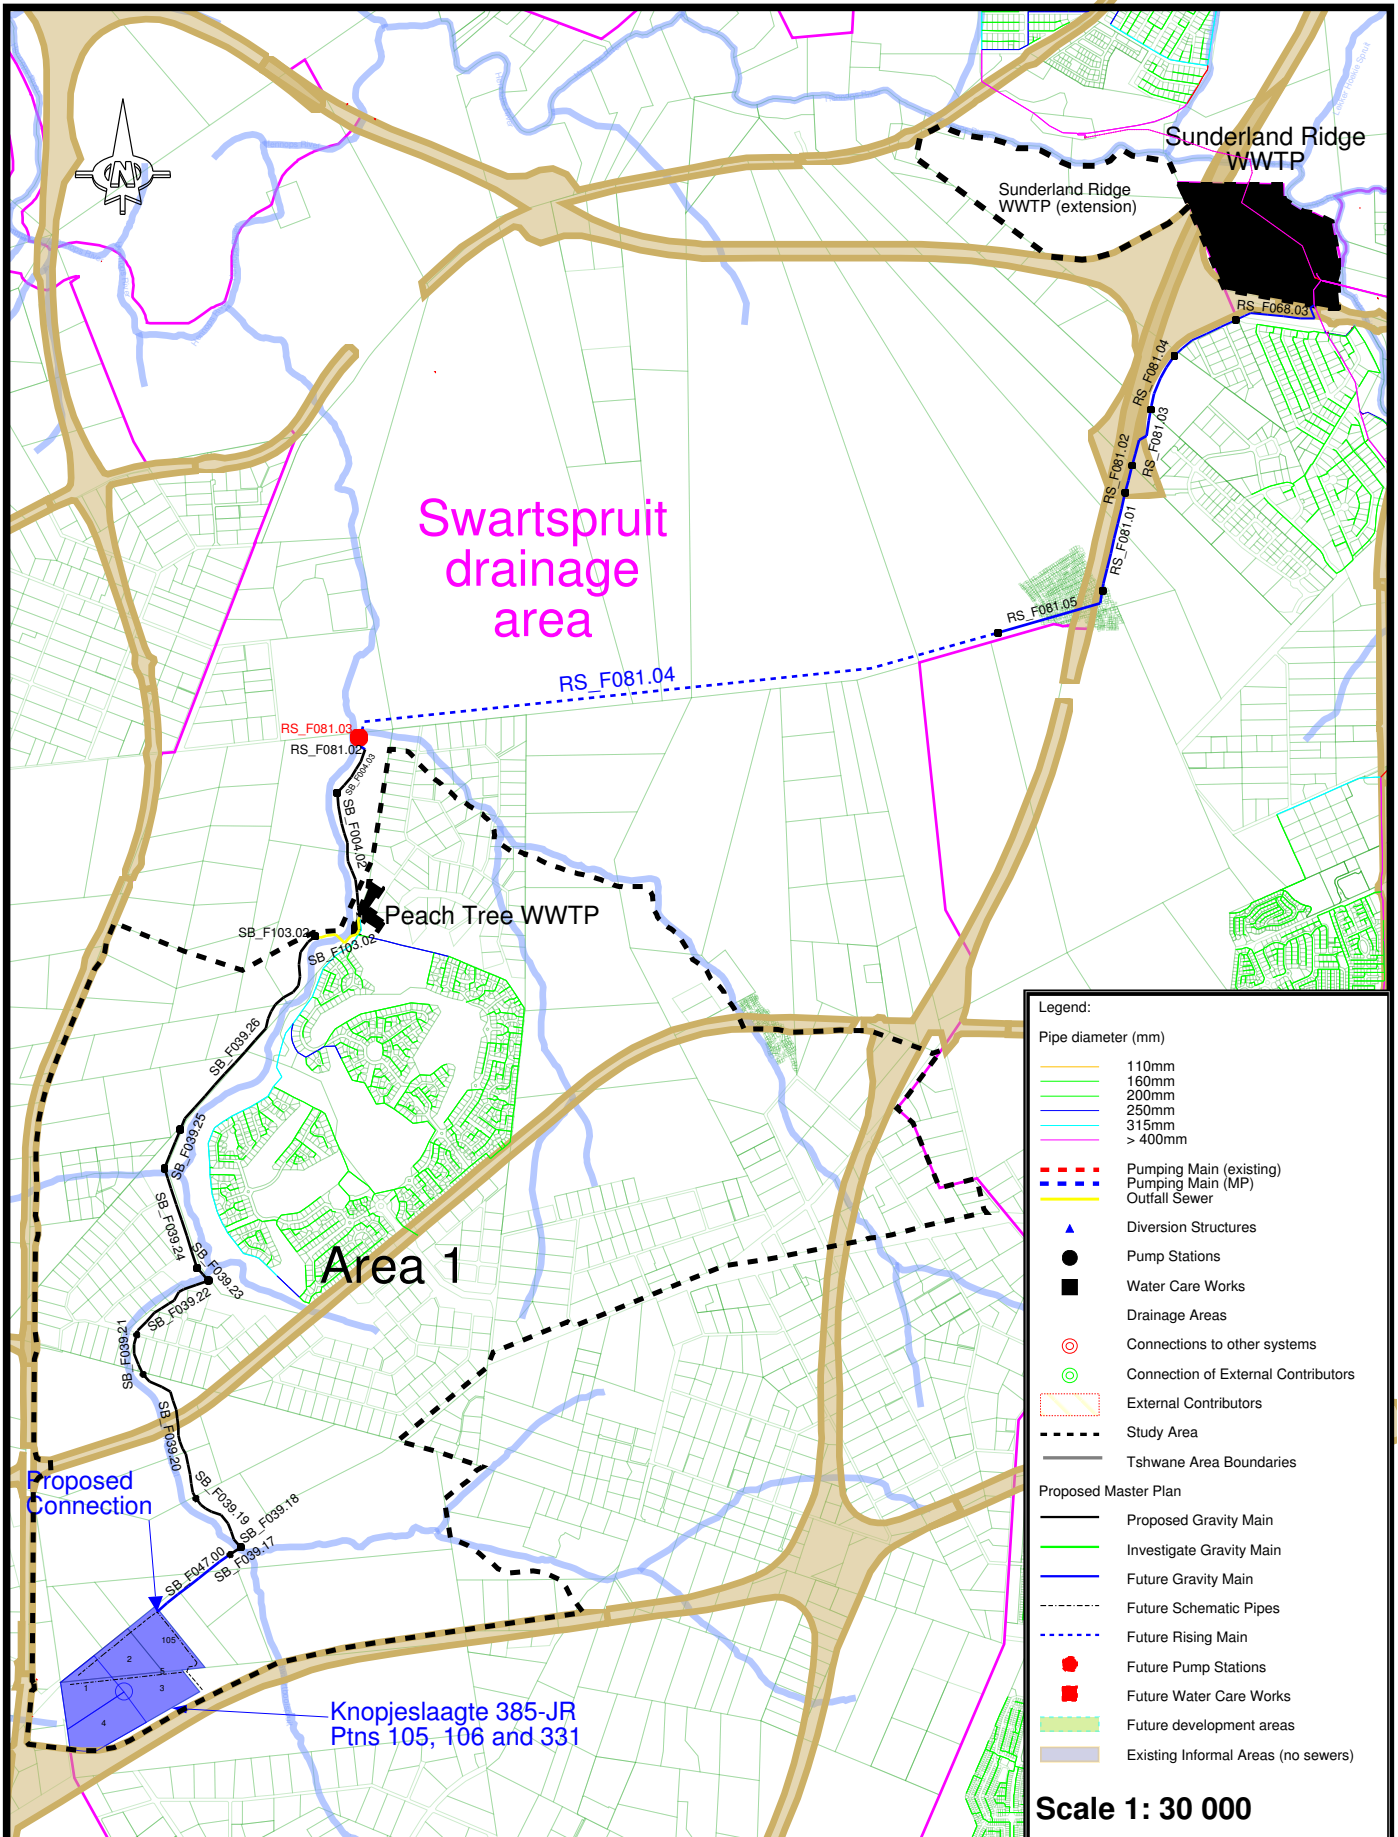 N
Sunderland Ridge
WWTP
Sunderland Ridge
WWTP (extension)
RS_F068.03
RS_F081.04
RS_F081.03
RS_F081.02
RS_F081.01
RS_F081.05
Swartspruit
drainage
area
RS_F081.04
RS_F081.03
RS_F081.02
SB_F004.03
SB_F004.02
Peach Tree WWTP
SB_F103.02
SB_F103.02
SB_F039.26
SB_F039.25
SB_F039.24
SB_F039.23
SB_F039.22
SB_F039.21
Area 1
SB_F039.20
SB_F039.19
SB_F039.18
SB_F039.17
SB_F047.00
Proposed
Connection
105
2
5
1
3
4
Knopjeslaagte 385-JR
Ptns 105, 106 and 331
Legend:
Pipe diameter (mm)
110mm
160mm
200mm
250mm
315mm
> 400mm
Pumping Main (existing)
Pumping Main (MP)
Outfall Sewer
Diversion Structures
Pump Stations
Water Care Works
Drainage Areas
Connections to other systems
Connection of External Contributors
External Contributors
Study Area
Tshwane Area Boundaries
Proposed Master Plan
Proposed Gravity Main
Investigate Gravity Main
Future Gravity Main
Future Schematic Pipes
Future Rising Main
Future Pump Stations
Future Water Care Works
Future development areas
Existing Informal Areas (no sewers)
Scale 1: 30 000